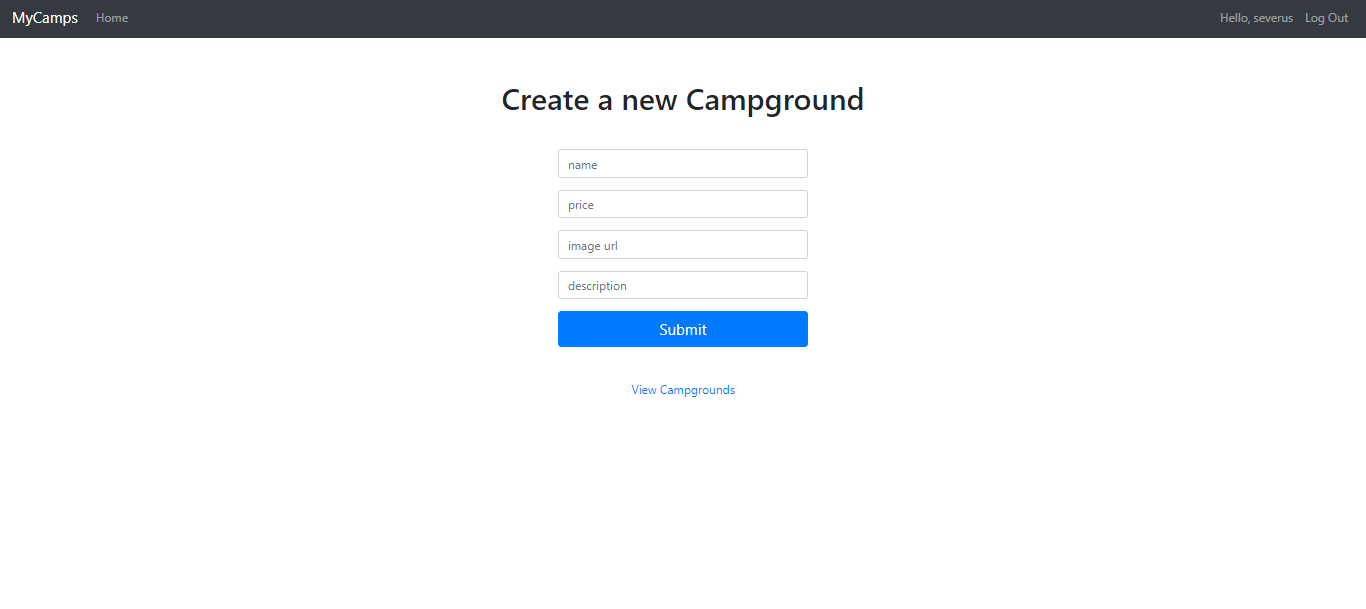 MyCamps Home Hello, severus Log Out
Create a new Campground
name
price
image url
description
Submit
View Campgrounds